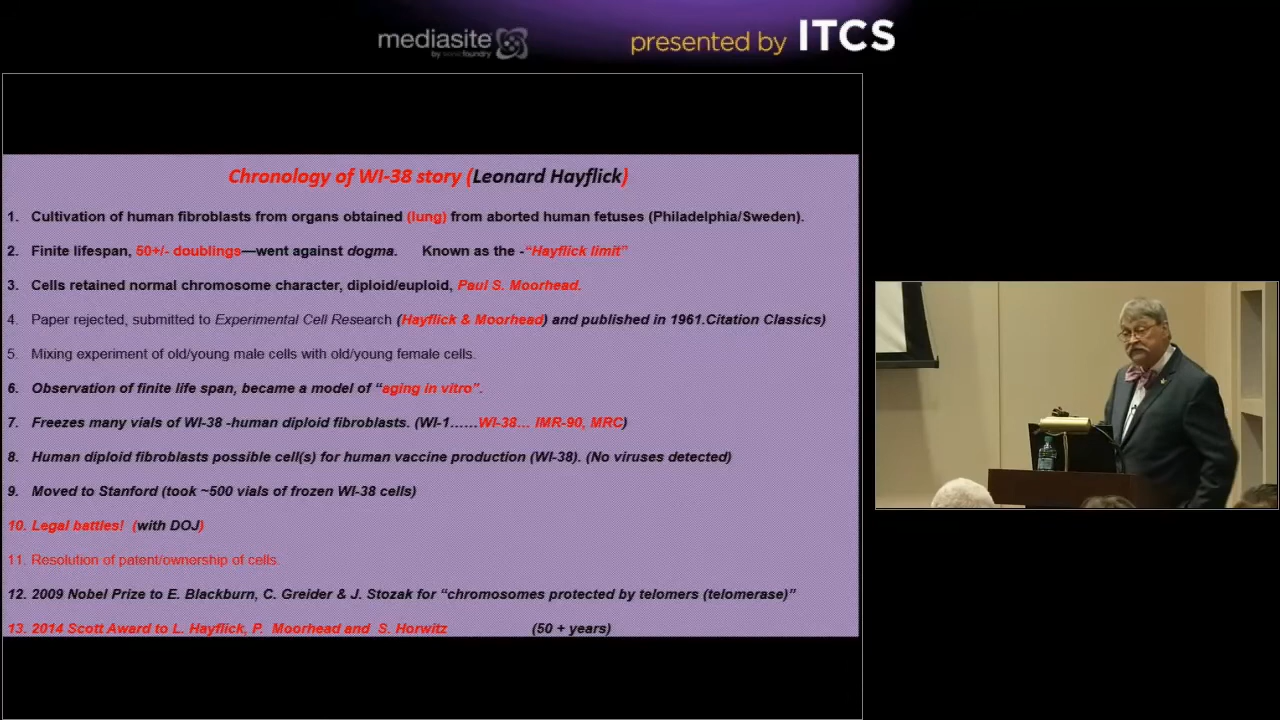 mediasite
by sonicfoundry
presented by ITCS
Chronology of WI-38 story (Leonard Hayflick)
1. Cultivation of human fibroblasts from organs obtained (lung) from aborted human fetuses (Philadelphia/Sweden).
2. Finite lifespan, 50+/- doublings—went against dogma. Known as the -“Hayflick limit”
3. Cells retained normal chromosome character, diploid/euploid, Paul S. Moorhead.
4. Paper rejected, submitted to Experimental Cell Research (Hayflick & Moorhead) and published in 1961.Citation Classics)
5. Mixing experiment of old/young male cells with old/young female cells.
6. Observation of finite life span, became a model of “aging in vitro”.
7. Freezes many vials of WI-38 -human diploid fibroblasts. (WI-1……WI-38… IMR-90, MRC)
8. Human diploid fibroblasts possible cell(s) for human vaccine production (WI-38). (No viruses detected)
9. Moved to Stanford (took ~500 vials of frozen WI-38 cells)
10. Legal battles! (with DOJ)
11. Resolution of patent/ownership of cells.
12. 2009 Nobel Prize to E. Blackburn, C. Greider & J. Stozak for “chromosomes protected by telomers (telomerase)”
13. 2014 Scott Award to L. Hayflick, P. Moorhead and S. Horwitz (50 + years)